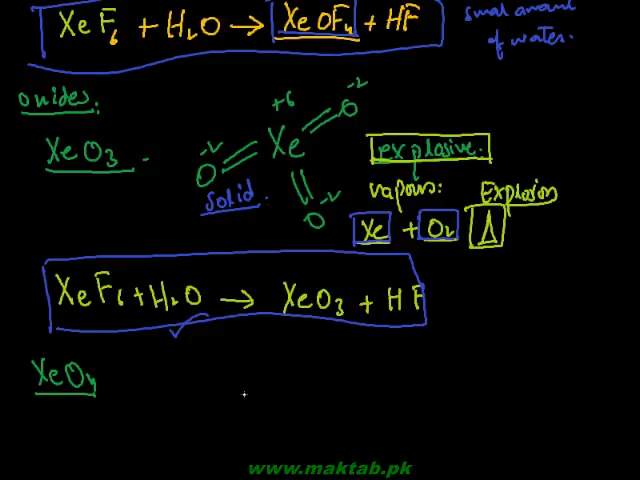 XeF₆ + H₂O → XeOF₄ + HF
small amount
of water.
oxides:
XeO₃ -
+6
Xe
O -2
O -2
O -2
Solid.
explosive.
vapours: Explosion
Xe + O₂ Δ
XeF₆ + H₂O → XeO₃ + HF
XeO₄
www.maktab.pk